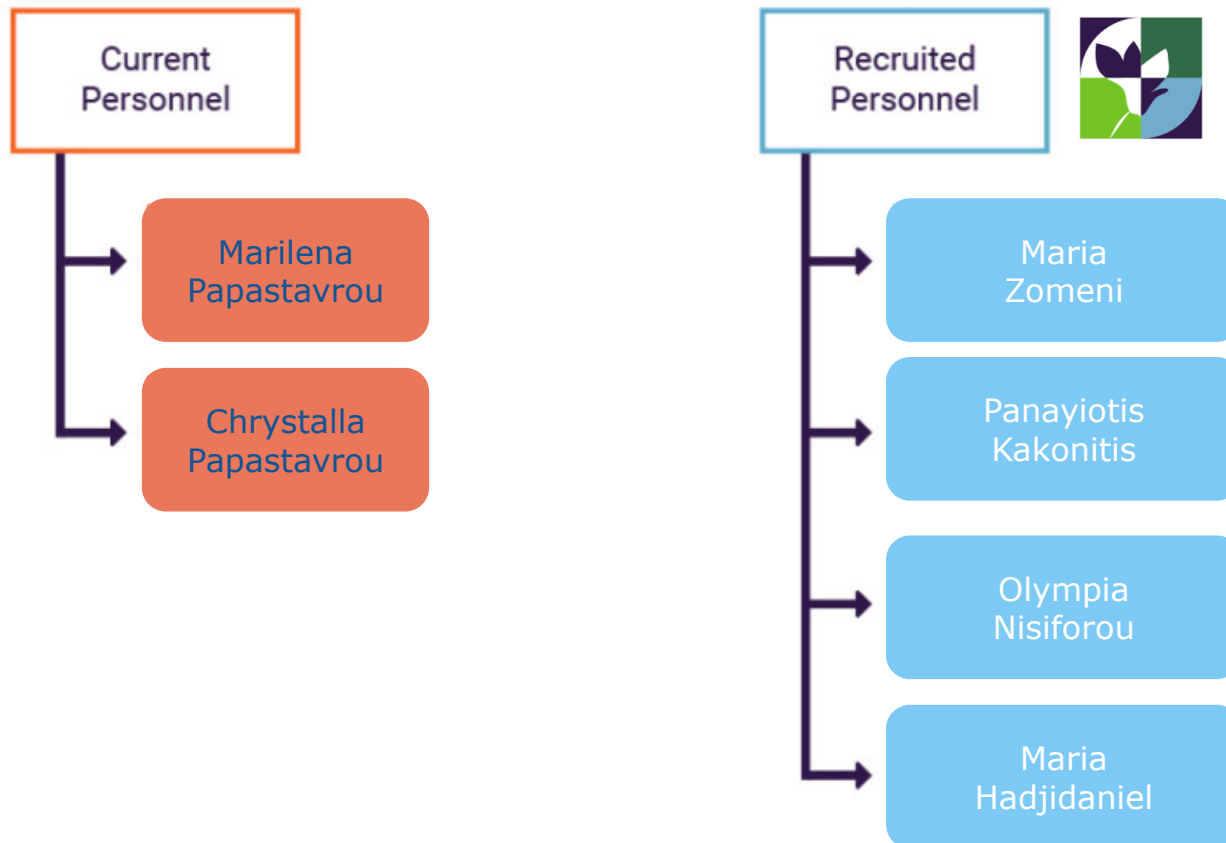 Current
Personnel
Marilena
Papastavrou
Chrystalla
Papastavrou
Recruited
Personnel
Maria
Zomeni
Panayiotis
Kakonitis
Olympia
Nisiforou
Maria
Hadjidaniel